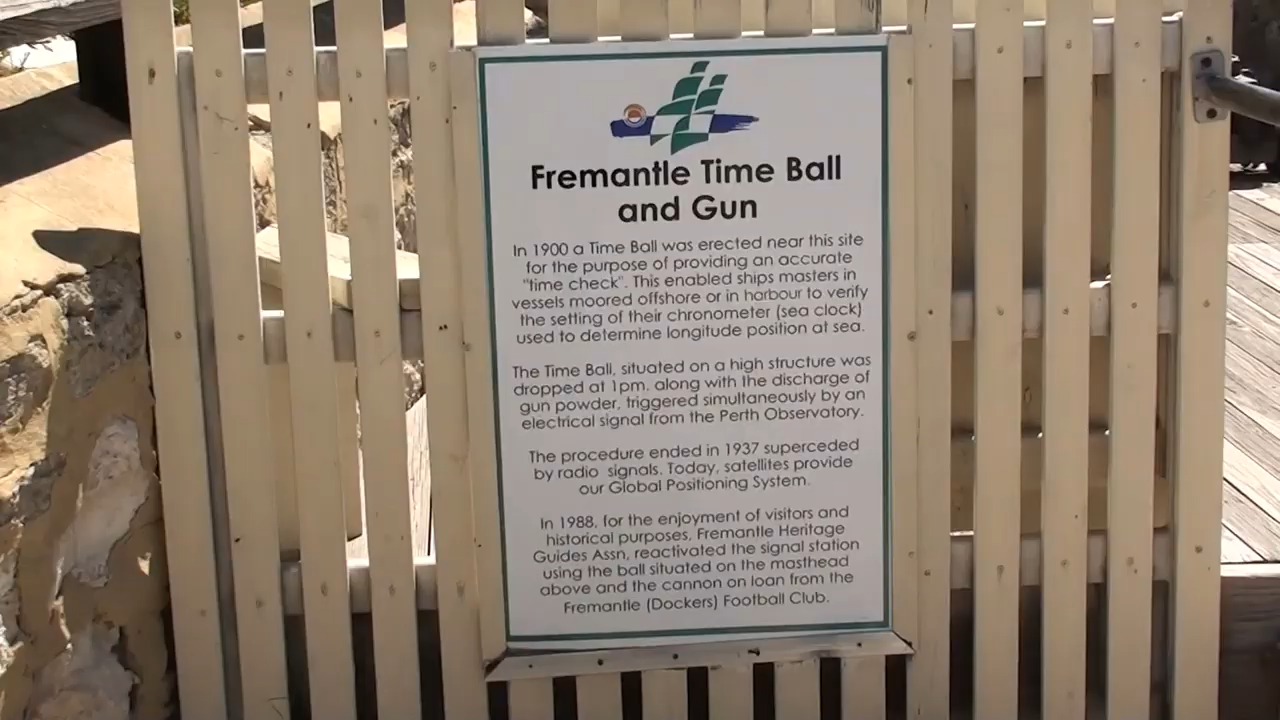 Fremantle Time Ball
and Gun
In 1900 a Time Ball was erected near this site
for the purpose of providing an accurate
"time check". This enabled ships masters in
vessels moored offshore or in harbour to verify
the setting of their chronometer (sea clock)
used to determine longitude position at sea.
The Time Ball, situated on a high structure was
dropped at 1pm. along with the discharge of
gun powder, triggered simultaneously by an
electrical signal from the Perth Observatory.
The procedure ended in 1937 superceded
by radio signals. Today, satellites provide
our Global Positioning System.
In 1988, for the enjoyment of visitors and
historical purposes, Fremantle Heritage
Guides Assn, reactivated the signal station
using the ball situated on the masthead
above and the cannon on loan from the
Fremantle (Dockers) Football Club.